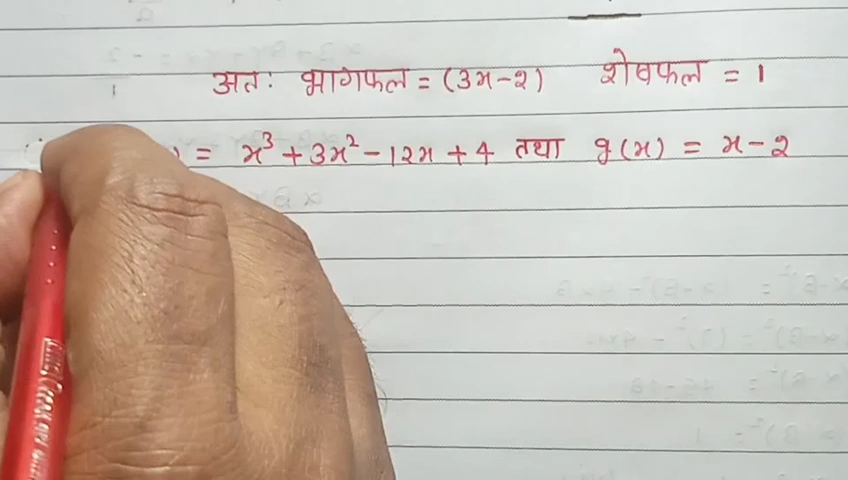 अतः भागफल = (3x-2) शेषफल = 1
) = x³ + 3x² - 12x + 4 तथा g(x) = x - 2